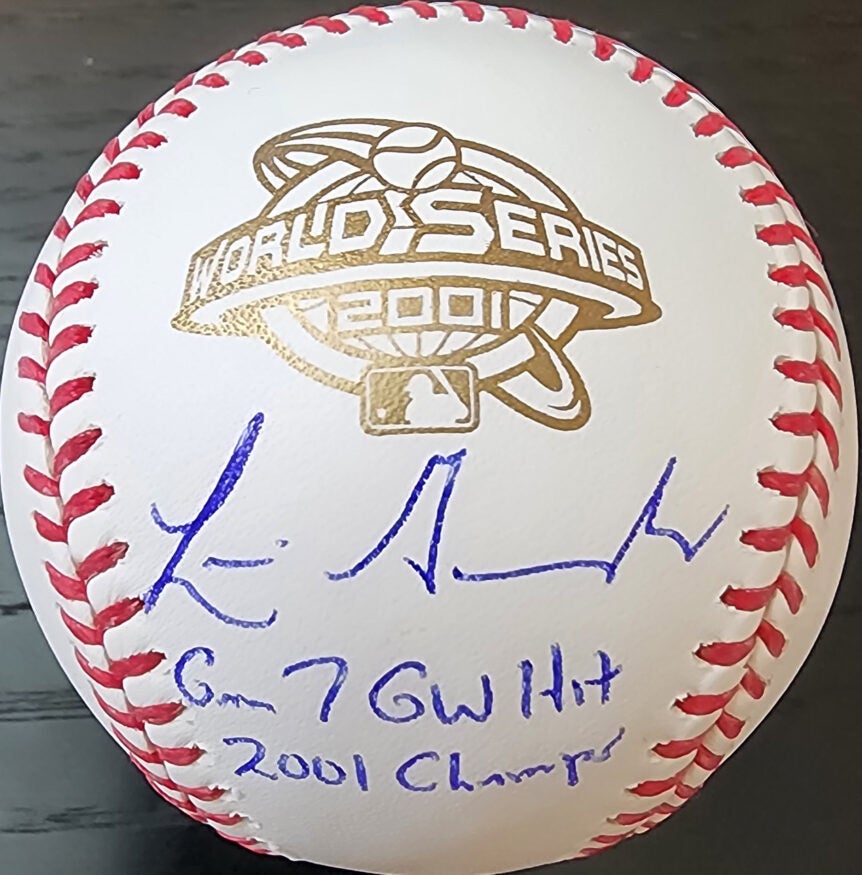 WORLD SERIES
2001
Gm 7 GW Hit
2001 Champs